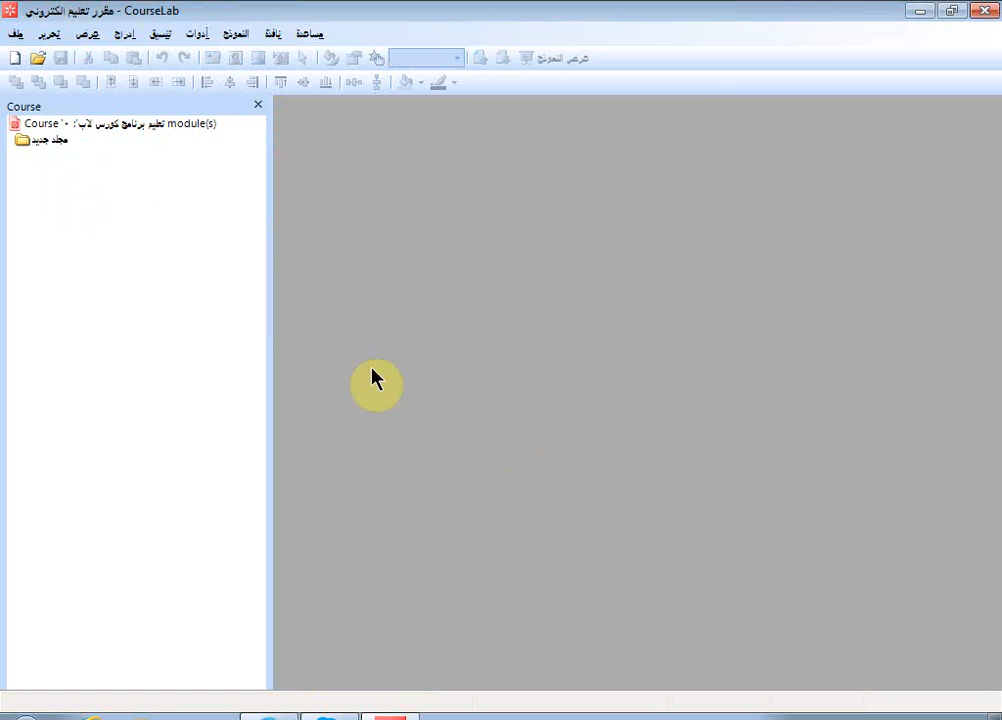 مقرر تعليم الكتروني - CourseLab
ملف تحرير عرض إدراج تنسيق أدوات النموذج نافذة مساعدة
عرض النموذج
Course
Course 'تعليم برنامج كورس لاب': ٠ module(s)
مجلد جديد